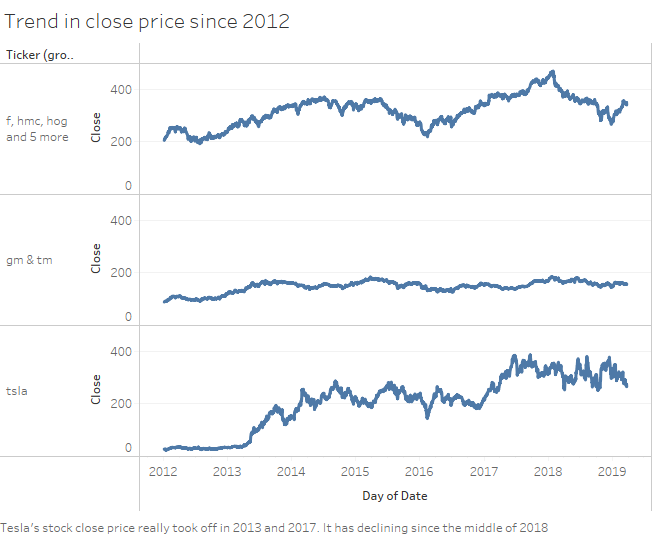 Trend in close price since 2012
Ticker (gro..
f, hmc, hog
and 5 more
Close
400
200
0
gm & tm
Close
400
200
0
tsla
Close
400
200
0
2012 2013 2014 2015 2016 2017 2018 2019
Day of Date
Tesla's stock close price really took off in 2013 and 2017. It has declining since the middle of 2018